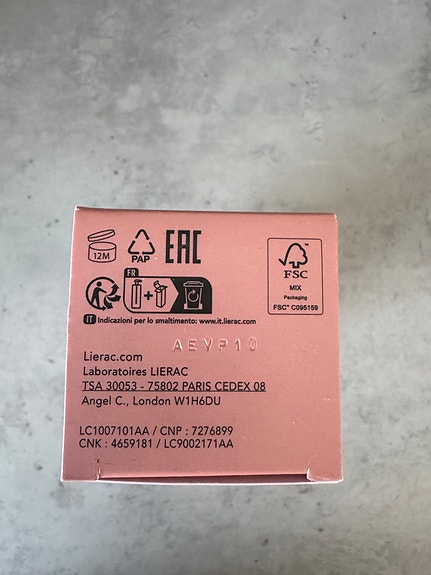 12M
PAP
EAC
FSC
MIX
Packaging
FSC® C095159
FR
+
IT Indicazioni per lo smaltimento: www.it.lierac.com
AEYP10
Lierac.com
Laboratoires LIERAC
TSA 30053 - 75802 PARIS CEDEX 08
Angel C., London W1H6DU
LC1007101AA / CNP : 7276899
CNK : 4659181 / LC9002171AA